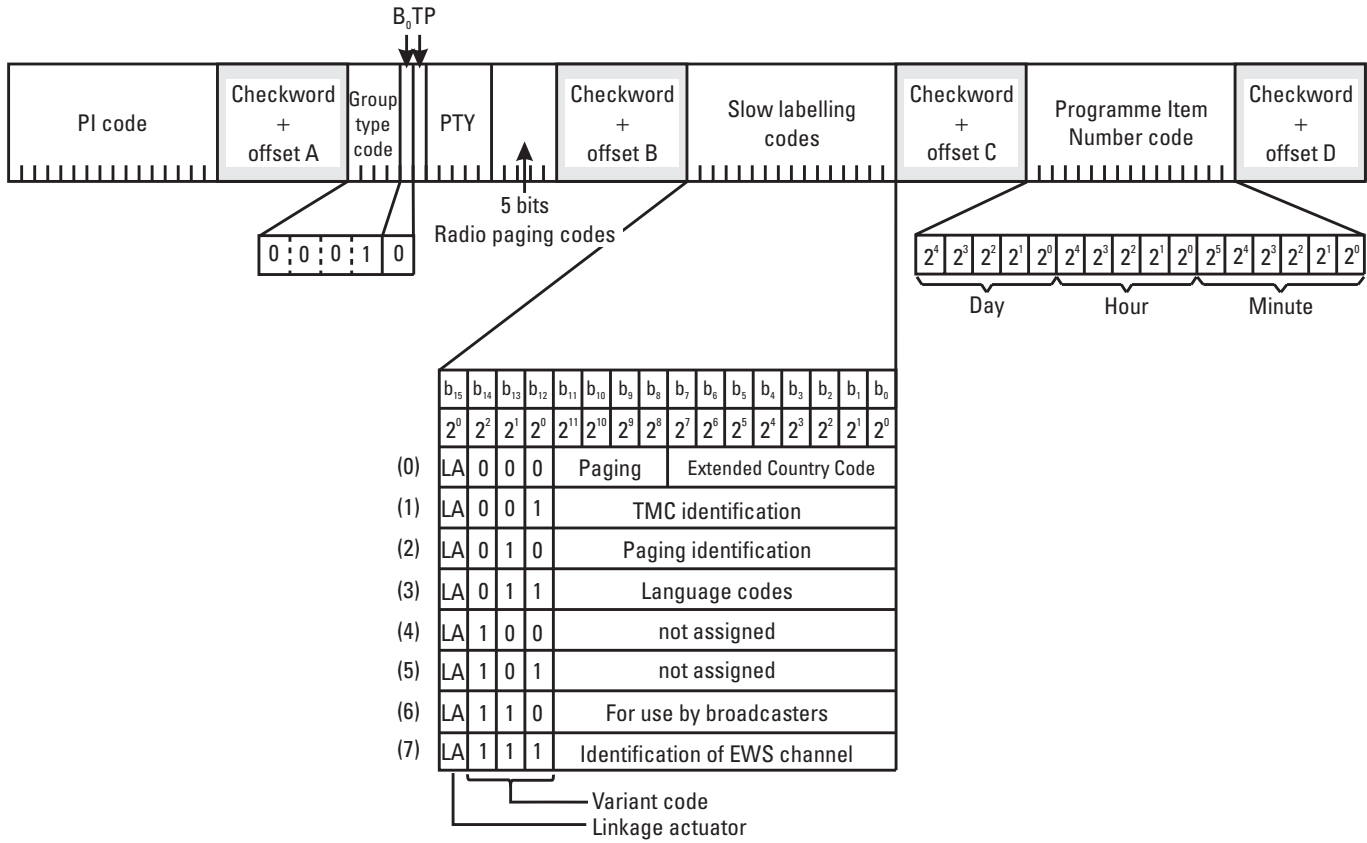 B₀ TP
PI code
Checkword
+
offset A
Group
type
code
PTY
Checkword
+
offset B
Slow labelling
codes
Checkword
+
offset C
Programme Item
Number code
Checkword
+
offset D
5 bits
Radio paging codes
0 0 0 1 0
2⁴ 2³ 2² 2¹ 2⁰ 2⁴ 2³ 2² 2¹ 2⁰ 2⁵ 2⁴ 2³ 2² 2¹ 2⁰
Day Hour Minute
b₁₅ b₁₄ b₁₃ b₁₂ b₁₁ b₁₀ b₉ b₈ b₇ b₆ b₅ b₄ b₃ b₂ b₁ b₀
2⁰ 2² 2¹ 2⁰ 2¹¹ 2¹⁰ 2⁹ 2⁸ 2⁷ 2⁶ 2⁵ 2⁴ 2³ 2² 2¹ 2⁰
(0) LA 0 0 0 Paging Extended Country Code
(1) LA 0 0 1 TMC identification
(2) LA 0 1 0 Paging identification
(3) LA 0 1 1 Language codes
(4) LA 1 0 0 not assigned
(5) LA 1 0 1 not assigned
(6) LA 1 1 0 For use by broadcasters
(7) LA 1 1 1 Identification of EWS channel
Variant code
Linkage actuator